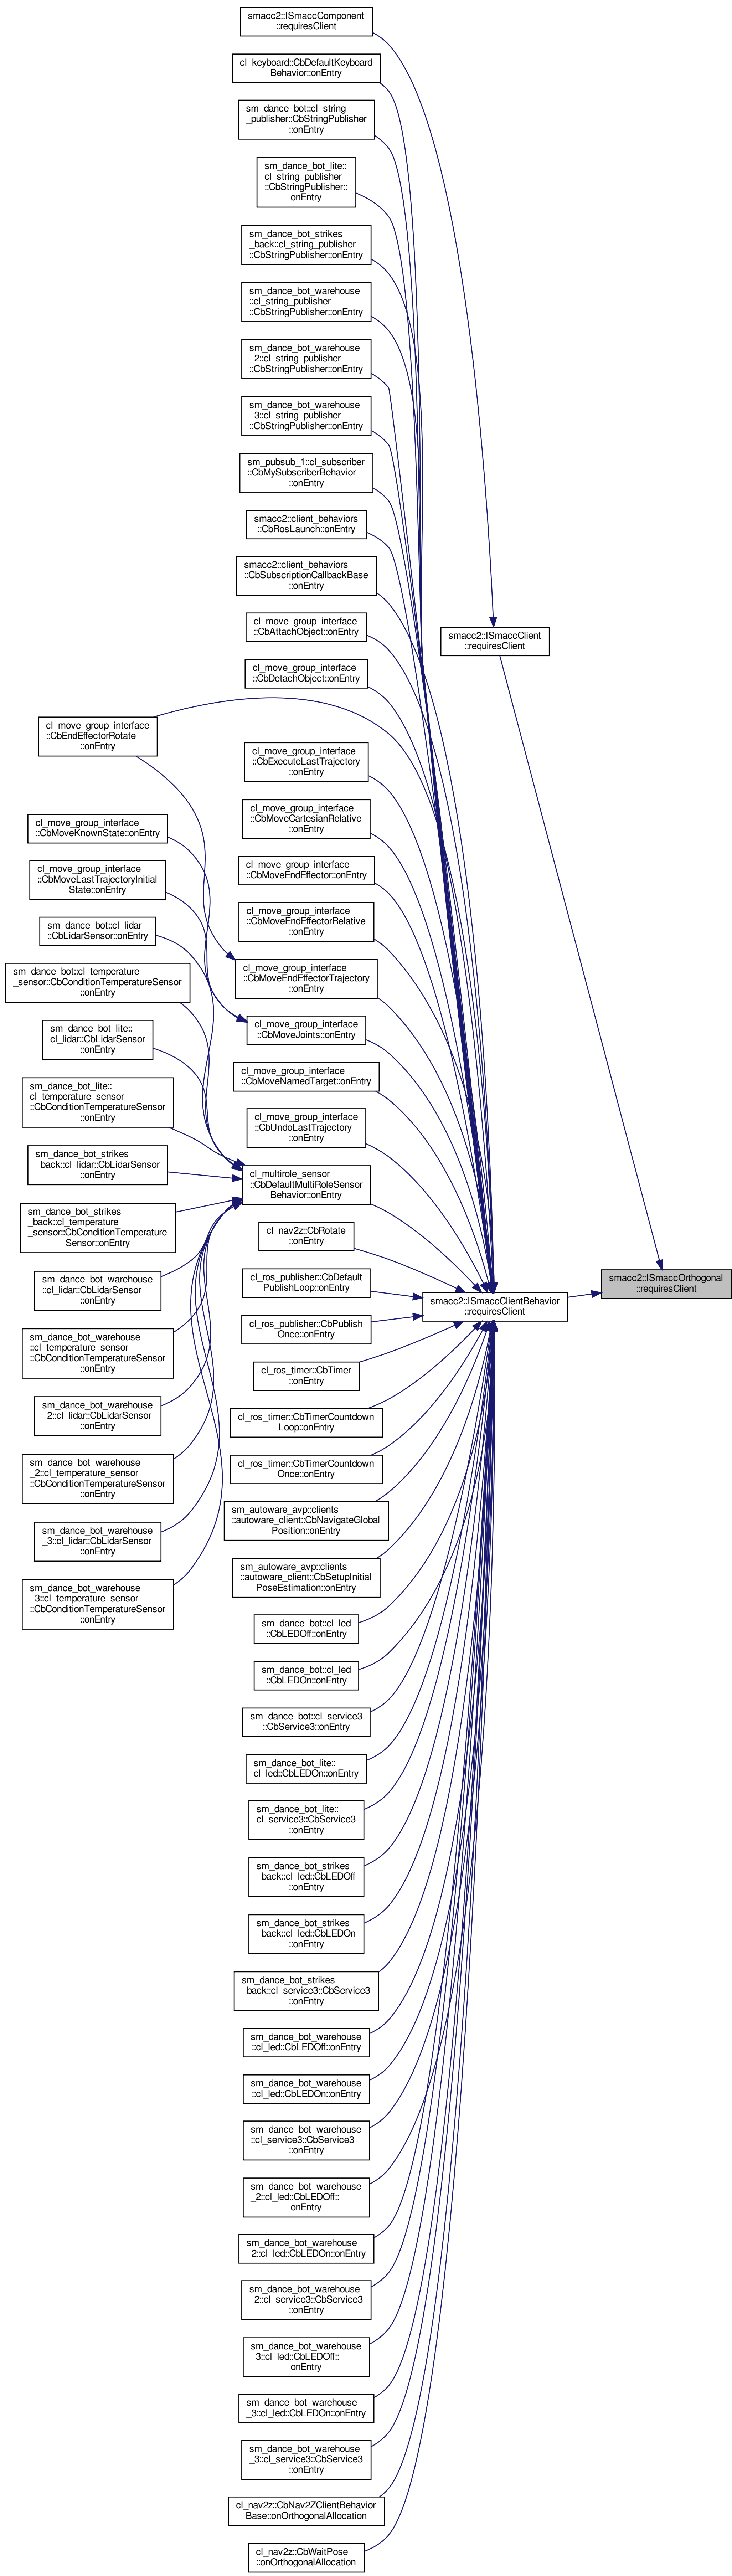 smacc2::ISmaccComponent
::requiresClient
cl_keyboard::CbDefaultKeyboard
Behavior::onEntry
sm_dance_bot::cl_string
_publisher::CbStringPublisher
::onEntry
sm_dance_bot_lite::
cl_string_publisher
::CbStringPublisher::
onEntry
sm_dance_bot_strikes
_back::cl_string_publisher
::CbStringPublisher::onEntry
sm_dance_bot_warehouse
::cl_string_publisher
::CbStringPublisher::onEntry
sm_dance_bot_warehouse
_2::cl_string_publisher
::CbStringPublisher::onEntry
sm_dance_bot_warehouse
_3::cl_string_publisher
::CbStringPublisher::onEntry
sm_pubsub_1::cl_subscriber
::CbMySubscriberBehavior
::onEntry
smacc2::client_behaviors
::CbRosLaunch::onEntry
smacc2::client_behaviors
::CbSubscriptionCallbackBase
::onEntry
cl_move_group_interface
::CbAttachObject::onEntry
smacc2::ISmaccClient
::requiresClient
cl_move_group_interface
::CbDetachObject::onEntry
cl_move_group_interface
::CbEndEffectorRotate
::onEntry
cl_move_group_interface
::CbExecuteLastTrajectory
::onEntry
cl_move_group_interface
::CbMoveCartesianRelative
::onEntry
cl_move_group_interface
::CbMoveKnownState::onEntry
cl_move_group_interface
::CbMoveEndEffector::onEntry
cl_move_group_interface
::CbMoveLastTrajectoryInitial
State::onEntry
cl_move_group_interface
::CbMoveEndEffectorRelative
::onEntry
sm_dance_bot::cl_lidar
::CbLidarSensor::onEntry
cl_move_group_interface
::CbMoveEndEffectorTrajectory
::onEntry
sm_dance_bot::cl_temperature
_sensor::CbConditionTemperatureSensor
::onEntry
cl_move_group_interface
::CbMoveJoints::onEntry
sm_dance_bot_lite::
cl_lidar::CbLidarSensor
::onEntry
cl_move_group_interface
::CbMoveNamedTarget::onEntry
sm_dance_bot_lite::
cl_temperature_sensor
::CbConditionTemperatureSensor
::onEntry
cl_move_group_interface
::CbUndoLastTrajectory
::onEntry
sm_dance_bot_strikes
_back::cl_lidar::CbLidarSensor
::onEntry
cl_multirole_sensor
::CbDefaultMultiRoleSensor
Behavior::onEntry
sm_dance_bot_strikes
_back::cl_temperature
_sensor::CbConditionTemperature
Sensor::onEntry
cl_nav2z::CbRotate
::onEntry
sm_dance_bot_warehouse
::cl_lidar::CbLidarSensor
::onEntry
cl_ros_publisher::CbDefault
PublishLoop::onEntry
smacc2::ISmaccOrthogonal
::requiresClient
smacc2::ISmaccClientBehavior
::requiresClient
sm_dance_bot_warehouse
::cl_temperature_sensor
::CbConditionTemperatureSensor
::onEntry
cl_ros_publisher::CbPublish
Once::onEntry
cl_ros_timer::CbTimer
::onEntry
sm_dance_bot_warehouse
_2::cl_lidar::CbLidarSensor
::onEntry
cl_ros_timer::CbTimerCountdown
Loop::onEntry
sm_dance_bot_warehouse
_2::cl_temperature_sensor
::CbConditionTemperatureSensor
::onEntry
cl_ros_timer::CbTimerCountdown
Once::onEntry
sm_dance_bot_warehouse
_3::cl_lidar::CbLidarSensor
::onEntry
sm_autoware_avp::clients
::autoware_client::CbNavigateGlobal
Position::onEntry
sm_dance_bot_warehouse
_3::cl_temperature_sensor
::CbConditionTemperatureSensor
::onEntry
sm_autoware_avp::clients
::autoware_client::CbSetupInitial
PoseEstimation::onEntry
sm_dance_bot::cl_led
::CbLEDOff::onEntry
sm_dance_bot::cl_led
::CbLEDOn::onEntry
sm_dance_bot::cl_service3
::CbService3::onEntry
sm_dance_bot_lite::
cl_led::CbLEDOn::onEntry
sm_dance_bot_lite::
cl_service3::CbService3
::onEntry
sm_dance_bot_strikes
_back::cl_led::CbLEDOff
::onEntry
sm_dance_bot_strikes
_back::cl_led::CbLEDOn
::onEntry
sm_dance_bot_strikes
_back::cl_service3::CbService3
::onEntry
sm_dance_bot_warehouse
::cl_led::CbLEDOff::onEntry
sm_dance_bot_warehouse
::cl_led::CbLEDOn::onEntry
sm_dance_bot_warehouse
::cl_service3::CbService3
::onEntry
sm_dance_bot_warehouse
_2::cl_led::CbLEDOff::
onEntry
sm_dance_bot_warehouse
_2::cl_led::CbLEDOn::onEntry
sm_dance_bot_warehouse
_2::cl_service3::CbService3
::onEntry
sm_dance_bot_warehouse
_3::cl_led::CbLEDOff::
onEntry
sm_dance_bot_warehouse
_3::cl_led::CbLEDOn::onEntry
sm_dance_bot_warehouse
_3::cl_service3::CbService3
::onEntry
cl_nav2z::CbNav2ZClientBehavior
Base::onOrthogonalAllocation
cl_nav2z::CbWaitPose
::onOrthogonalAllocation